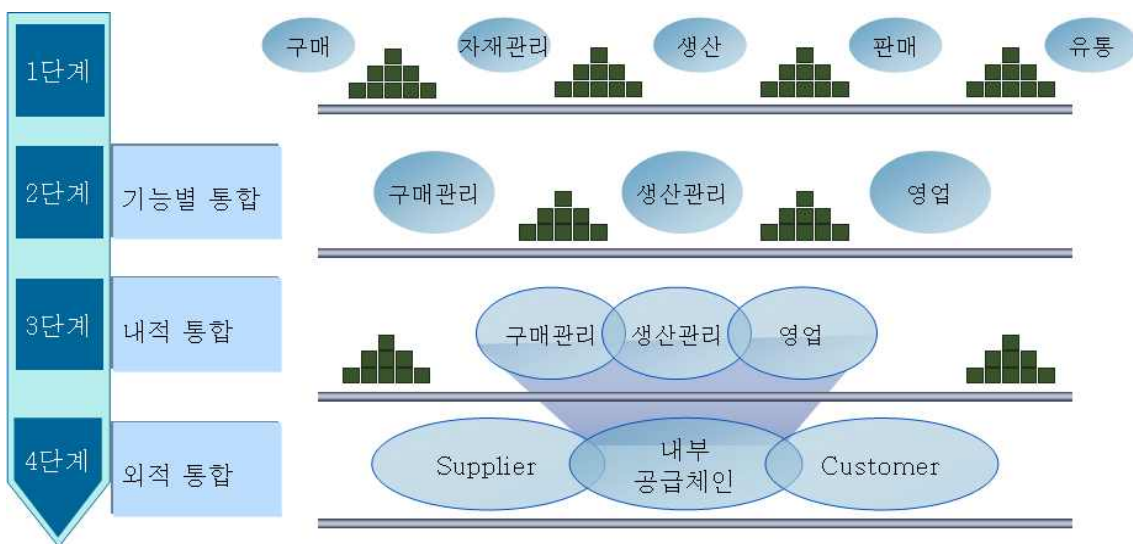 1단계
구매
자재관리
생산
판매
유통
2단계
기능별 통합
구매관리
생산관리
영업
3단계
내적 통합
구매관리
생산관리
영업
4단계
외적 통합
Supplier
내부
공급체인
Customer